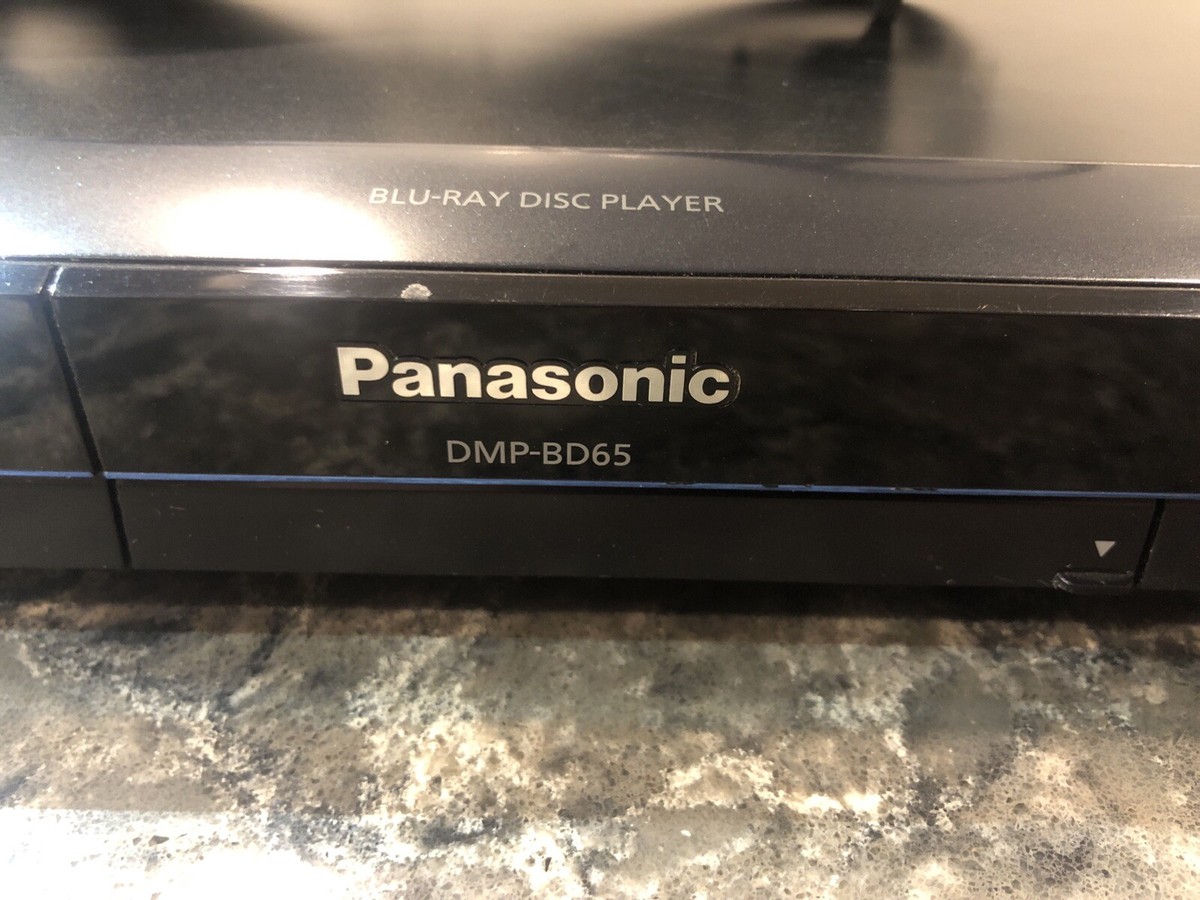 BLU-RAY DISC PLAYER
Panasonic
DMP-BD65